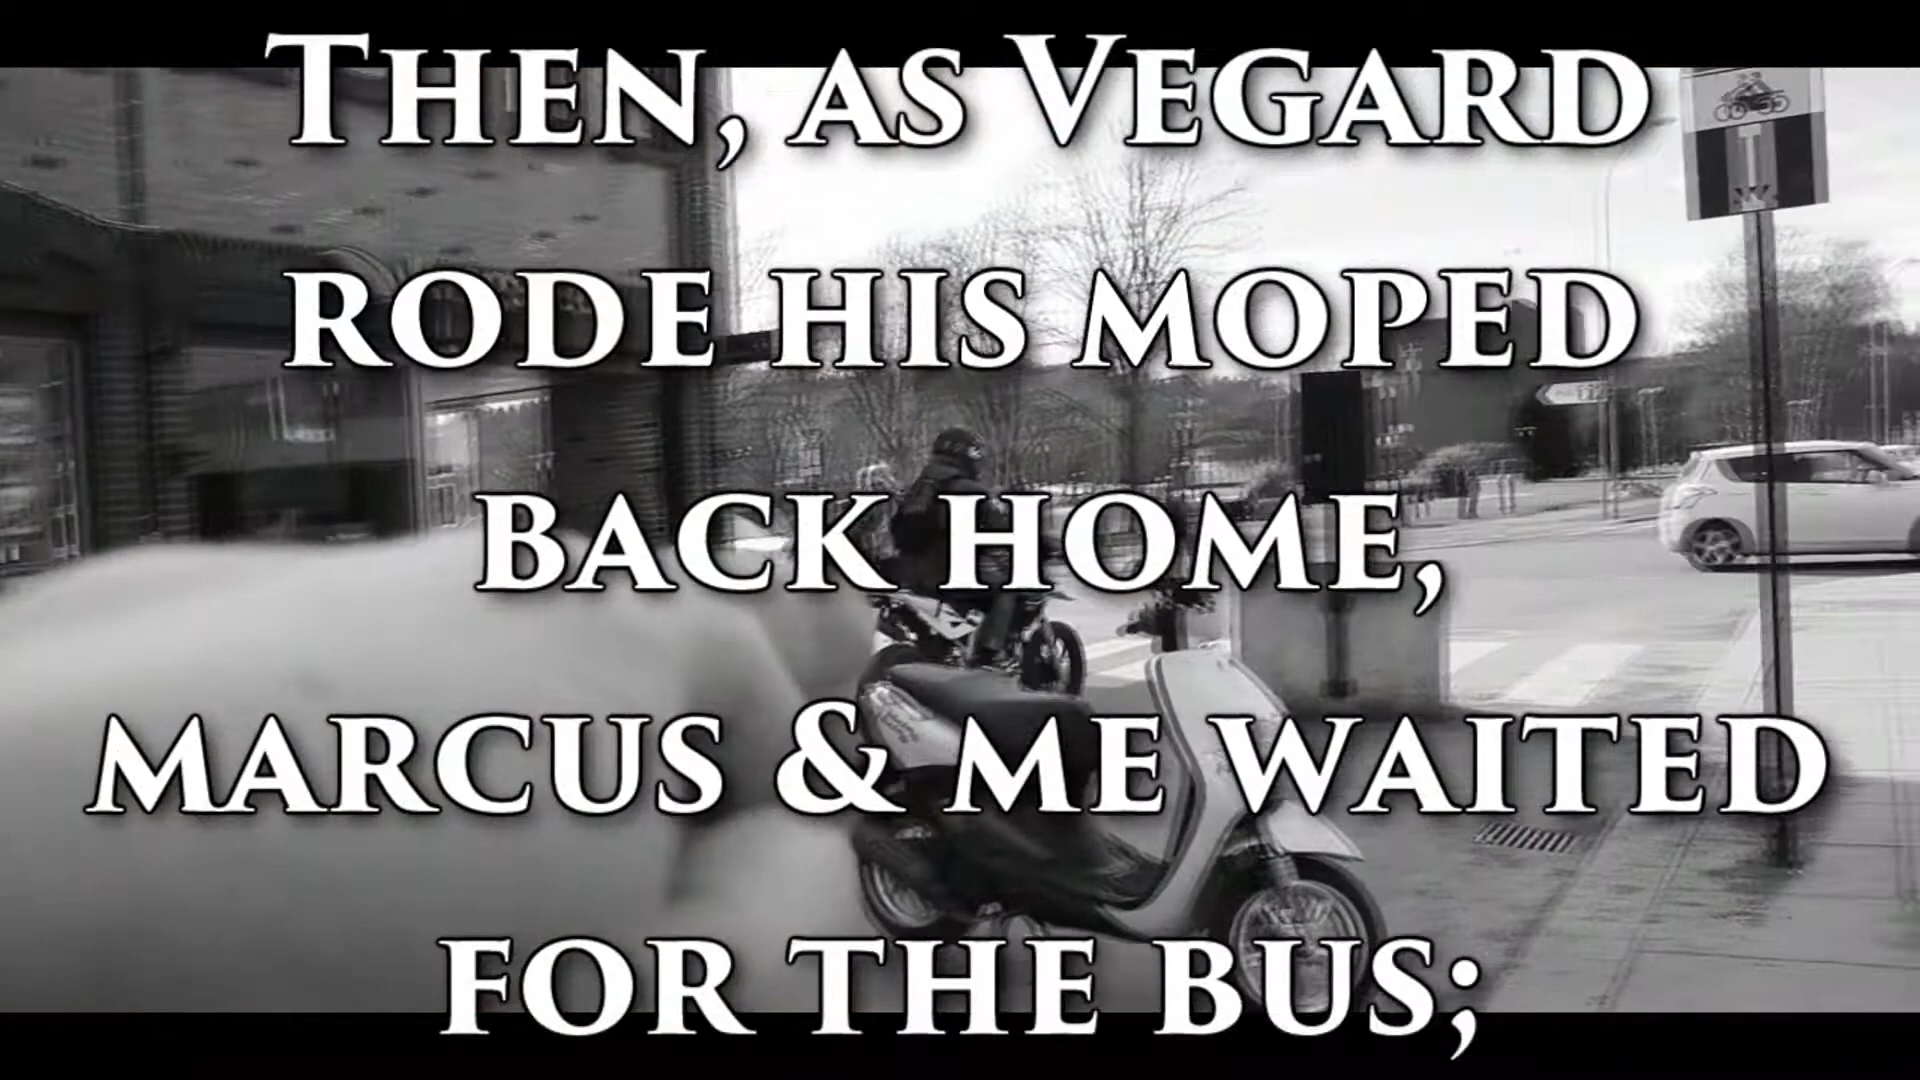 Then, as Vegard
rode his moped
back home,
marcus & me waited
for the bus;